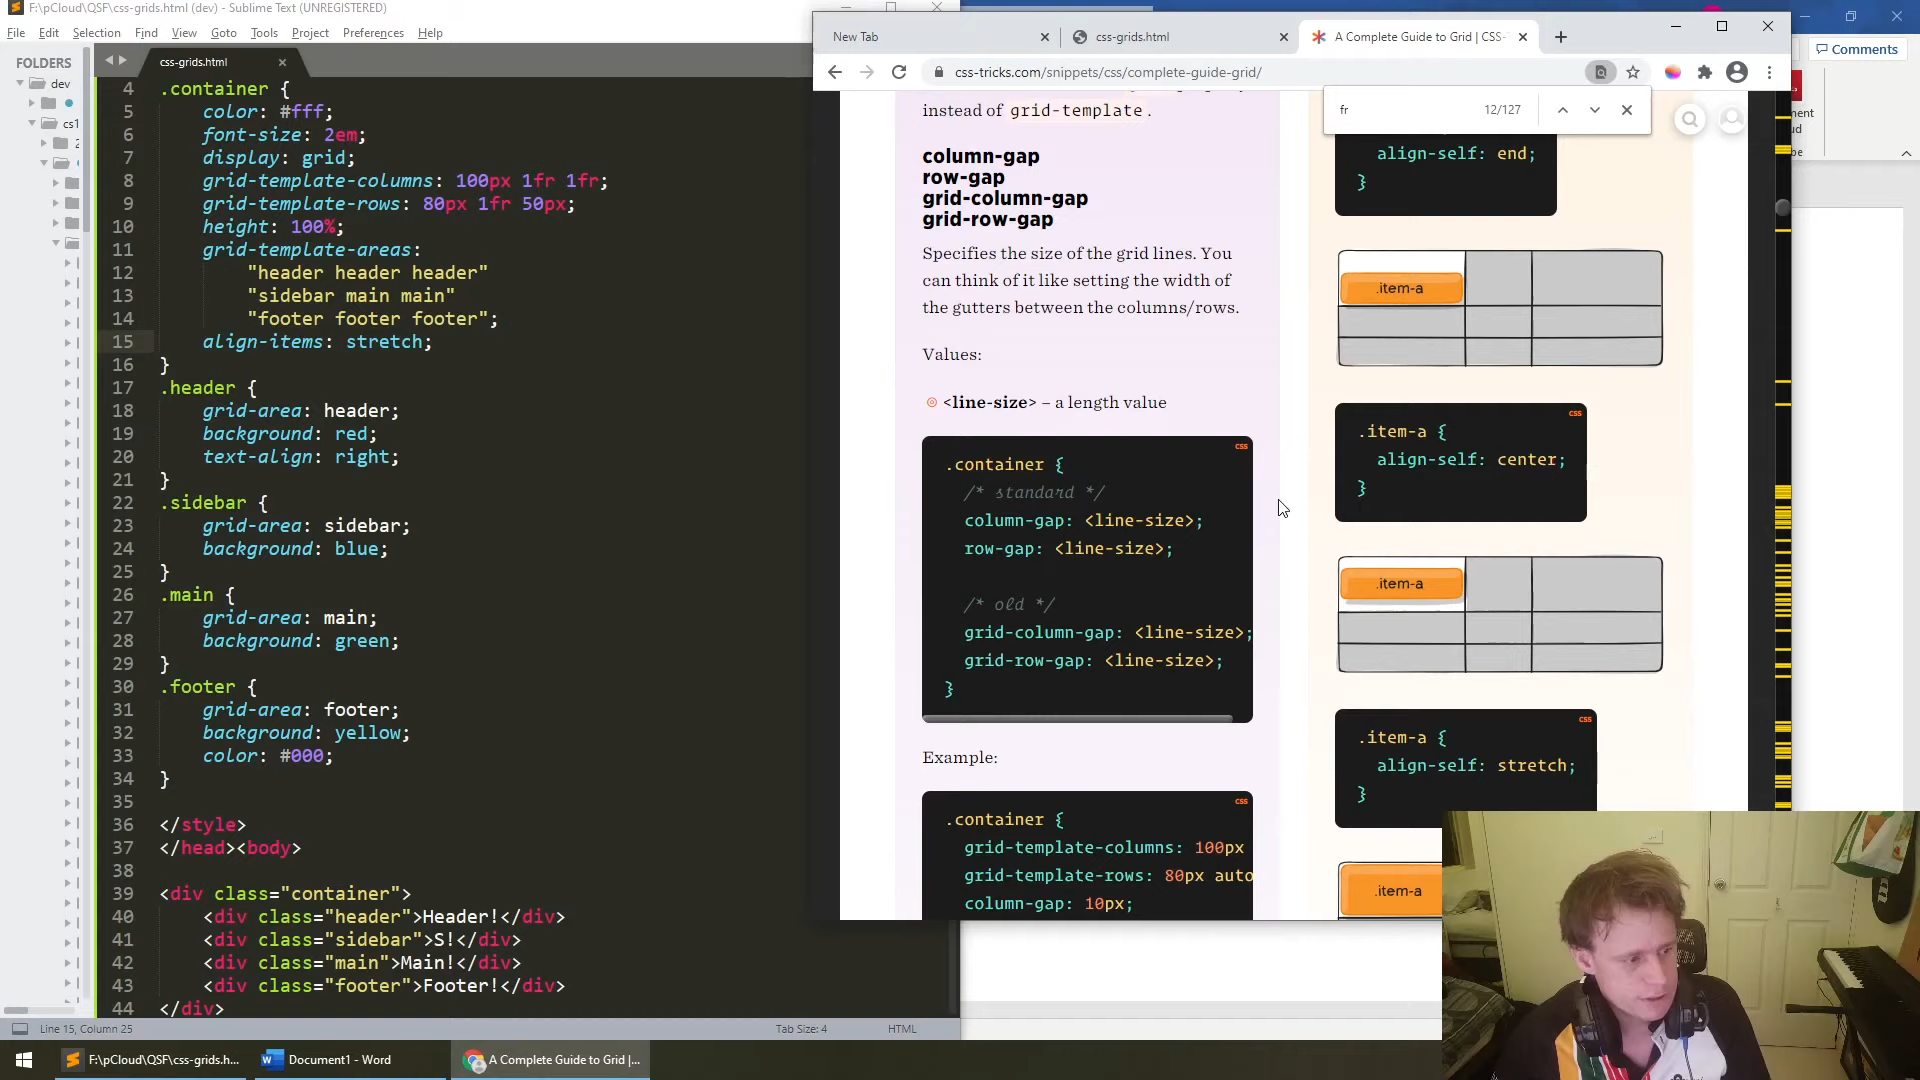 F:\pCloud\QSF\css-grids.html (dev) - Sublime Text (UNREGISTERED)
File Edit Selection Find View Goto Tools Project Preferences Help
FOLDERS
dev
cs1
css-grids.html
4 .container {
5 color: #fff;
6 font-size: 2em;
7 display: grid;
8 grid-template-columns: 100px 1fr 1fr;
9 grid-template-rows: 80px 1fr 50px;
10 height: 100%;
11 grid-template-areas:
12 "header header header"
13 "sidebar main main"
14 "footer footer footer";
15 align-items: stretch;
16 }
17 .header {
18 grid-area: header;
19 background: red;
20 text-align: right;
21 }
22 .sidebar {
23 grid-area: sidebar;
24 background: blue;
25 }
26 .main {
27 grid-area: main;
28 background: green;
29 }
30 .footer {
31 grid-area: footer;
32 background: yellow;
33 color: #000;
34 }
35
36 </style>
37 </head><body>
38
39 <div class="container">
40 <div class="header">Header!</div>
41 <div class="sidebar">S!</div>
42 <div class="main">Main!</div>
43 <div class="footer">Footer!</div>
44 </div>
Line 15, Column 25
Tab Size: 4
HTML
New Tab
css-grids.html
A Complete Guide to Grid | CSS-
css-tricks.com/snippets/css/complete-guide-grid/
fr 12/127
Comments
instead of grid-template.
column-gap
row-gap
grid-column-gap
grid-row-gap
Specifies the size of the grid lines. You
can think of it like setting the width of
the gutters between the columns/rows.
Values:
<line-size> – a length value
CSS
.container {
/* standard */
column-gap: <line-size>;
row-gap: <line-size>;
/* old */
grid-column-gap: <line-size>;
grid-row-gap: <line-size>;
}
Example:
CSS
.container {
grid-template-columns: 100px
grid-template-rows: 80px auto
column-gap: 10px;
align-self: end;
}
.item-a
CSS
.item-a {
align-self: center;
}
.item-a
CSS
.item-a {
align-self: stretch;
}
.item-a
F:\pCloud\QSF\css-grids.h...
Document1 - Word
A Complete Guide to Grid |...